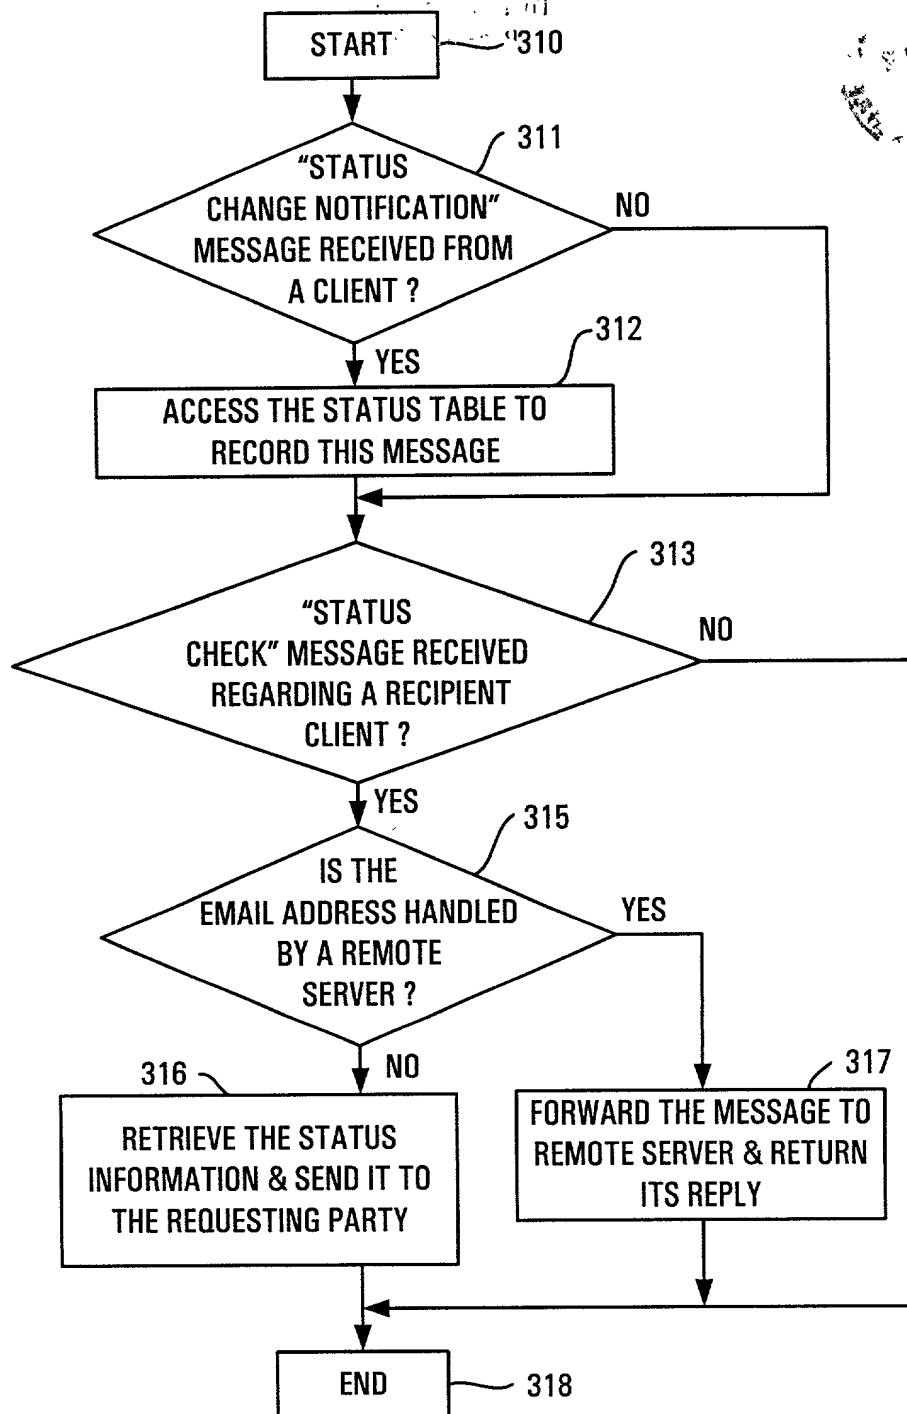 START
310
311
“STATUS
CHANGE NOTIFICATION”
MESSAGE RECEIVED FROM
A CLIENT ?
NO
YES
312
ACCESS THE STATUS TABLE TO
RECORD THIS MESSAGE
313
“STATUS
CHECK” MESSAGE RECEIVED
REGARDING A RECIPIENT
CLIENT ?
NO
YES
315
IS THE
EMAIL ADDRESS HANDLED
BY A REMOTE
SERVER ?
YES
NO
316
RETRIEVE THE STATUS
INFORMATION & SEND IT TO
THE REQUESTING PARTY
317
FORWARD THE MESSAGE TO
REMOTE SERVER & RETURN
ITS REPLY
END
318